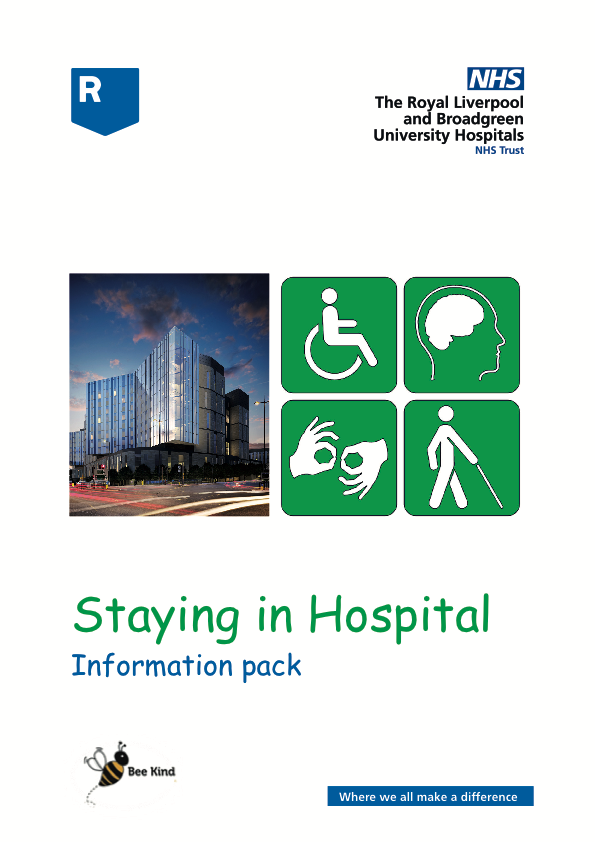 R
NHS
The Royal Liverpool
and Broadgreen
University Hospitals
NHS Trust
Staying in Hospital
Information pack
Bee Kind
Where we all make a difference